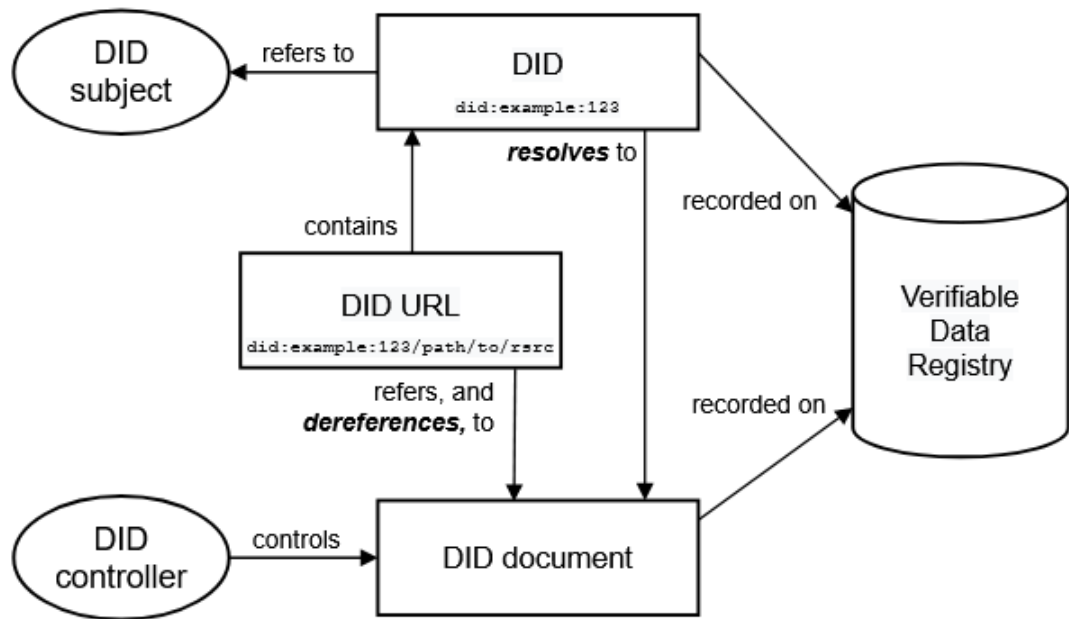 DID
subject
refers to
DID
did:example:123
resolves to
recorded on
contains
DID URL
did:example:123/path/to/rsrc
refers, and
dereferences, to
Verifiable
Data
Registry
recorded on
DID
controller
controls
DID document